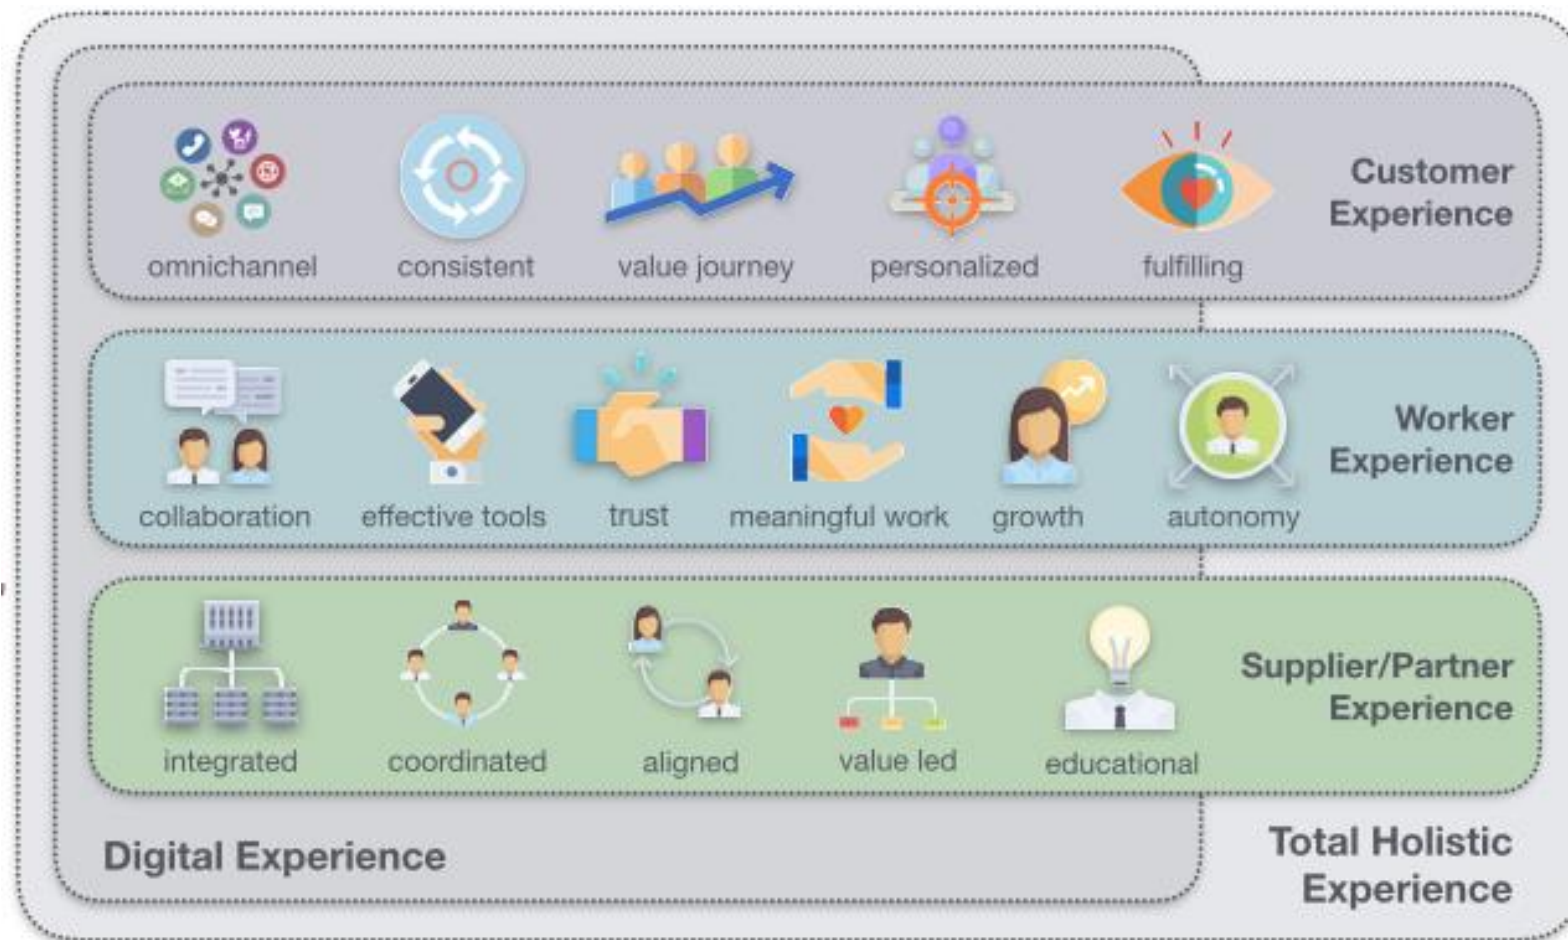 omnichannel consistent value journey personalized fulfilling
Customer
Experience
collaboration effective tools trust meaningful work growth autonomy
Worker
Experience
integrated coordinated aligned value led educational
Supplier/Partner
Experience
Digital Experience
Total Holistic
Experience